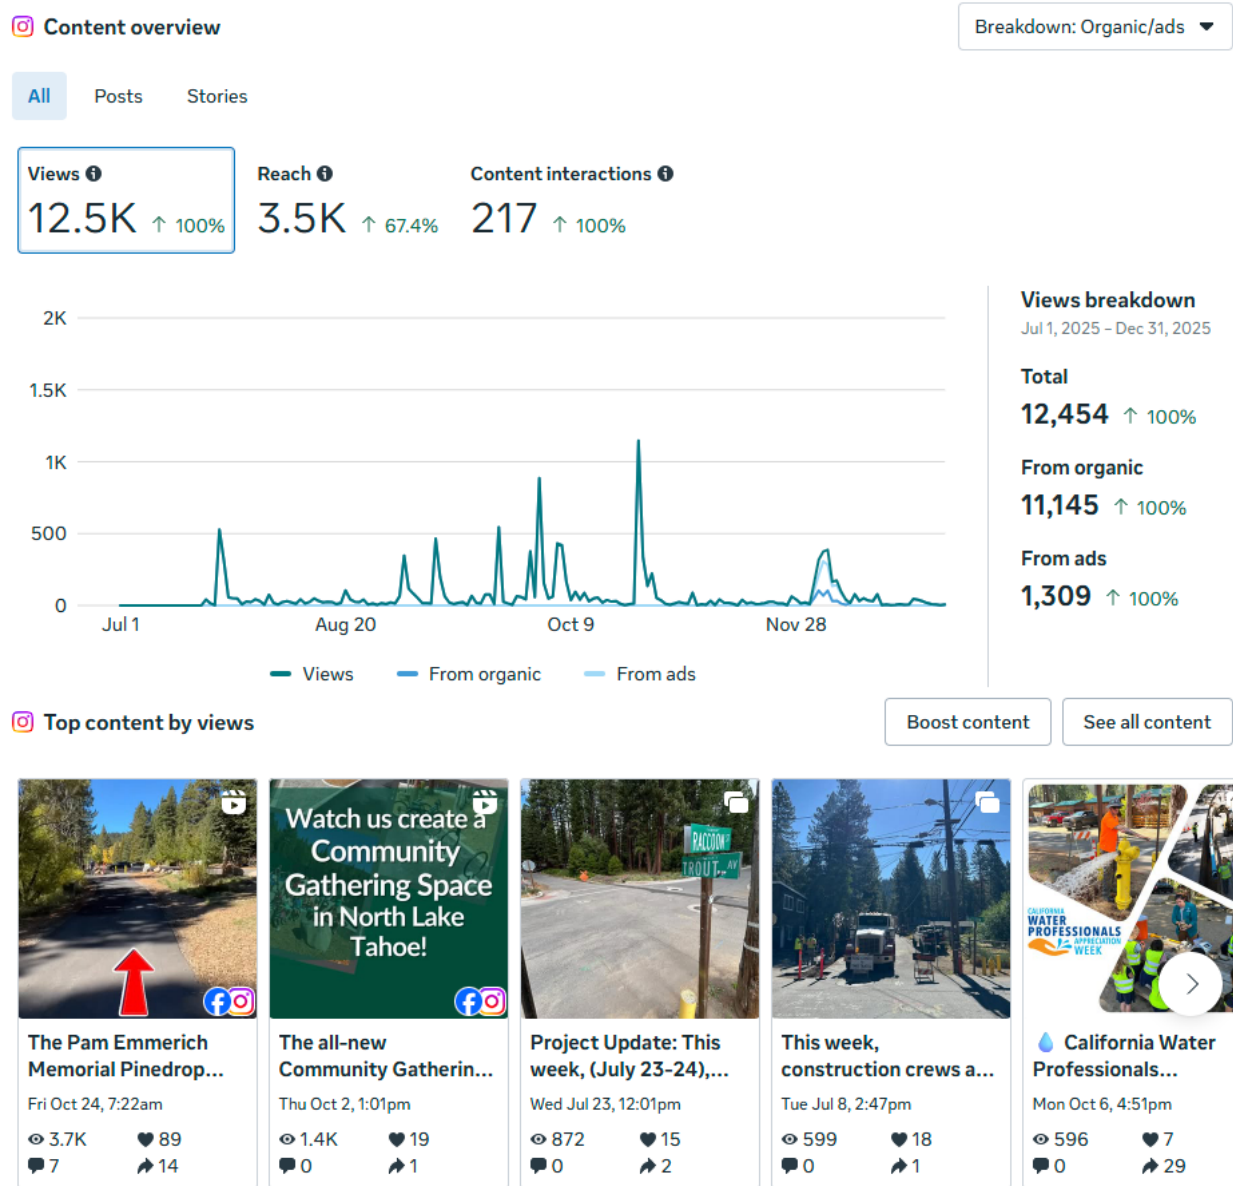 Content overview
Breakdown: Organic/ads
All
Posts
Stories
Views
Reach
Content interactions
12.5K ↑ 100%
3.5K ↑ 67.4%
217 ↑ 100%
2K
1.5K
1K
500
0
Jul 1
Aug 20
Oct 9
Nov 28
Views
From organic
From ads
Views breakdown
Jul 1, 2025 – Dec 31, 2025
Total
12,454 ↑ 100%
From organic
11,145 ↑ 100%
From ads
1,309 ↑ 100%
Top content by views
Boost content
See all content
The Pam Emmerich
Memorial Pinedrop...
Fri Oct 24, 7:22am
3.7K 89
7 14
Watch us create a
Community
Gathering Space
in North Lake
Tahoe!
The all-new
Community Gatherin...
Thu Oct 2, 1:01pm
1.4K 19
0 1
RACCOON ST
TROUT AV
Project Update: This
week, (July 23-24),...
Wed Jul 23, 12:01pm
872 15
0 2
This week,
construction crews a...
Tue Jul 8, 2:47pm
599 18
0 1
CALIFORNIA
WATER
PROFESSIONALS
APPRECIATION
WEEK
💧 California Water
Professionals...
Mon Oct 6, 4:51pm
596 7
0 29